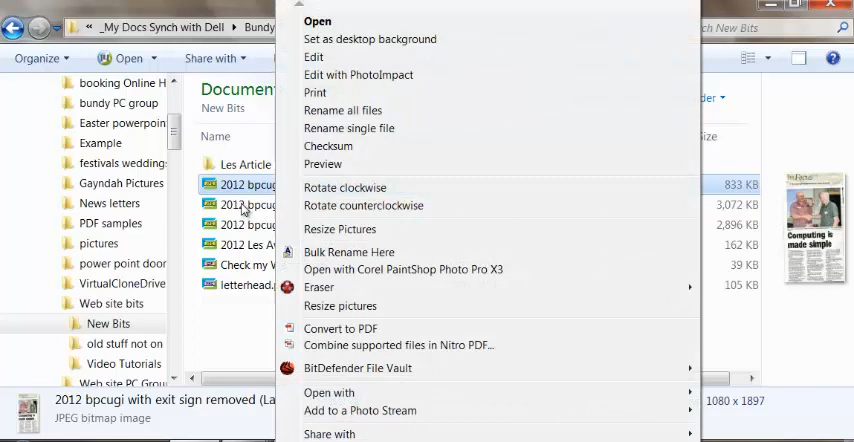 « _My Docs Synch with Dell ▸ Bundy
New Bits
Organize
Open
Share with
booking Online H
bundy PC group
Easter powerpoin
Example
festivals wedding
Gayndah Pictures
News letters
PDF samples
pictures
power point doma
VirtualCloneDrive
Web site bits
New Bits
old stuff not on
Video Tutorials
Web site PC Group
Document
New Bits
Name
Les Article
2012 bpcug
2012 bpcug
2012 bpcug
2012 Les Av
Check my W
letterhead.p
Open
Set as desktop background
Edit
Edit with PhotoImpact
Print
Rename all files
Rename single file
Checksum
Preview
Rotate clockwise
Rotate counterclockwise
Resize Pictures
Bulk Rename Here
Open with Corel PaintShop Photo Pro X3
Eraser
Resize pictures
Convert to PDF
Combine supported files in Nitro PDF...
BitDefender File Vault
Open with
Add to a Photo Stream
Share with
der
Size
833 KB
3,072 KB
2,896 KB
162 KB
39 KB
105 KB
In Focus
Computing is
made simple
2012 bpcugi with exit sign removed (La
JPEG bitmap image
1080 x 1897